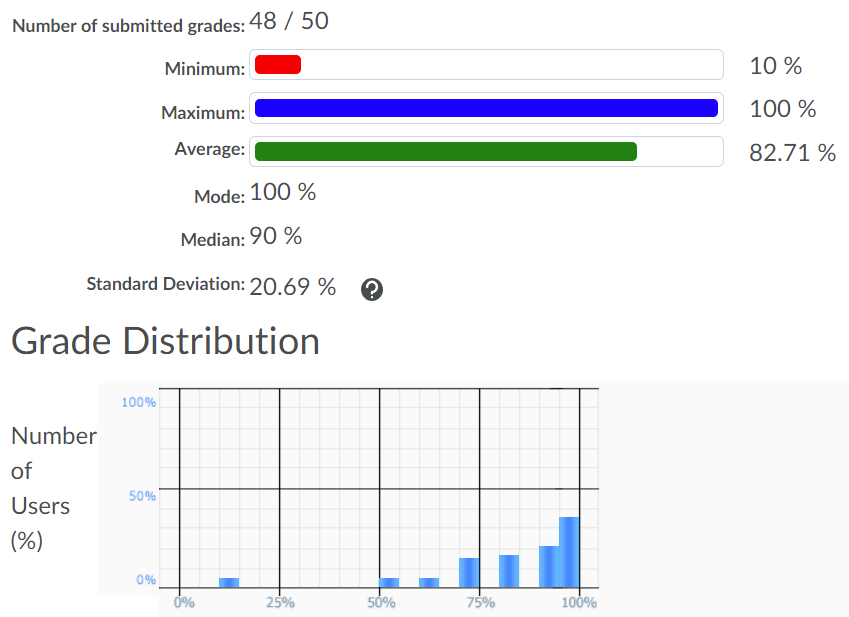 Number of submitted grades: 48 / 50
Minimum: 10 %
Maximum: 100 %
Average: 82.71 %
Mode: 100 %
Median: 90 %
Standard Deviation: 20.69 % ?
Grade Distribution
Number
of
Users
(%)
100%
50%
0%
0% 25% 50% 75% 100%